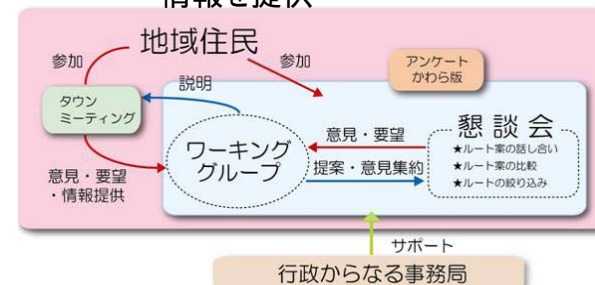 情報を提供
地域住民
参加
参加
アンケート
かわら版
説明
タウン
ミーティング
意見・要望
懇談会
★ルート案の話し合い
★ルート案の比較
★ルートの絞り込み
ワーキング
グループ
提案・意見集約
意見・要望
・情報提供
サポート
行政からなる事務局